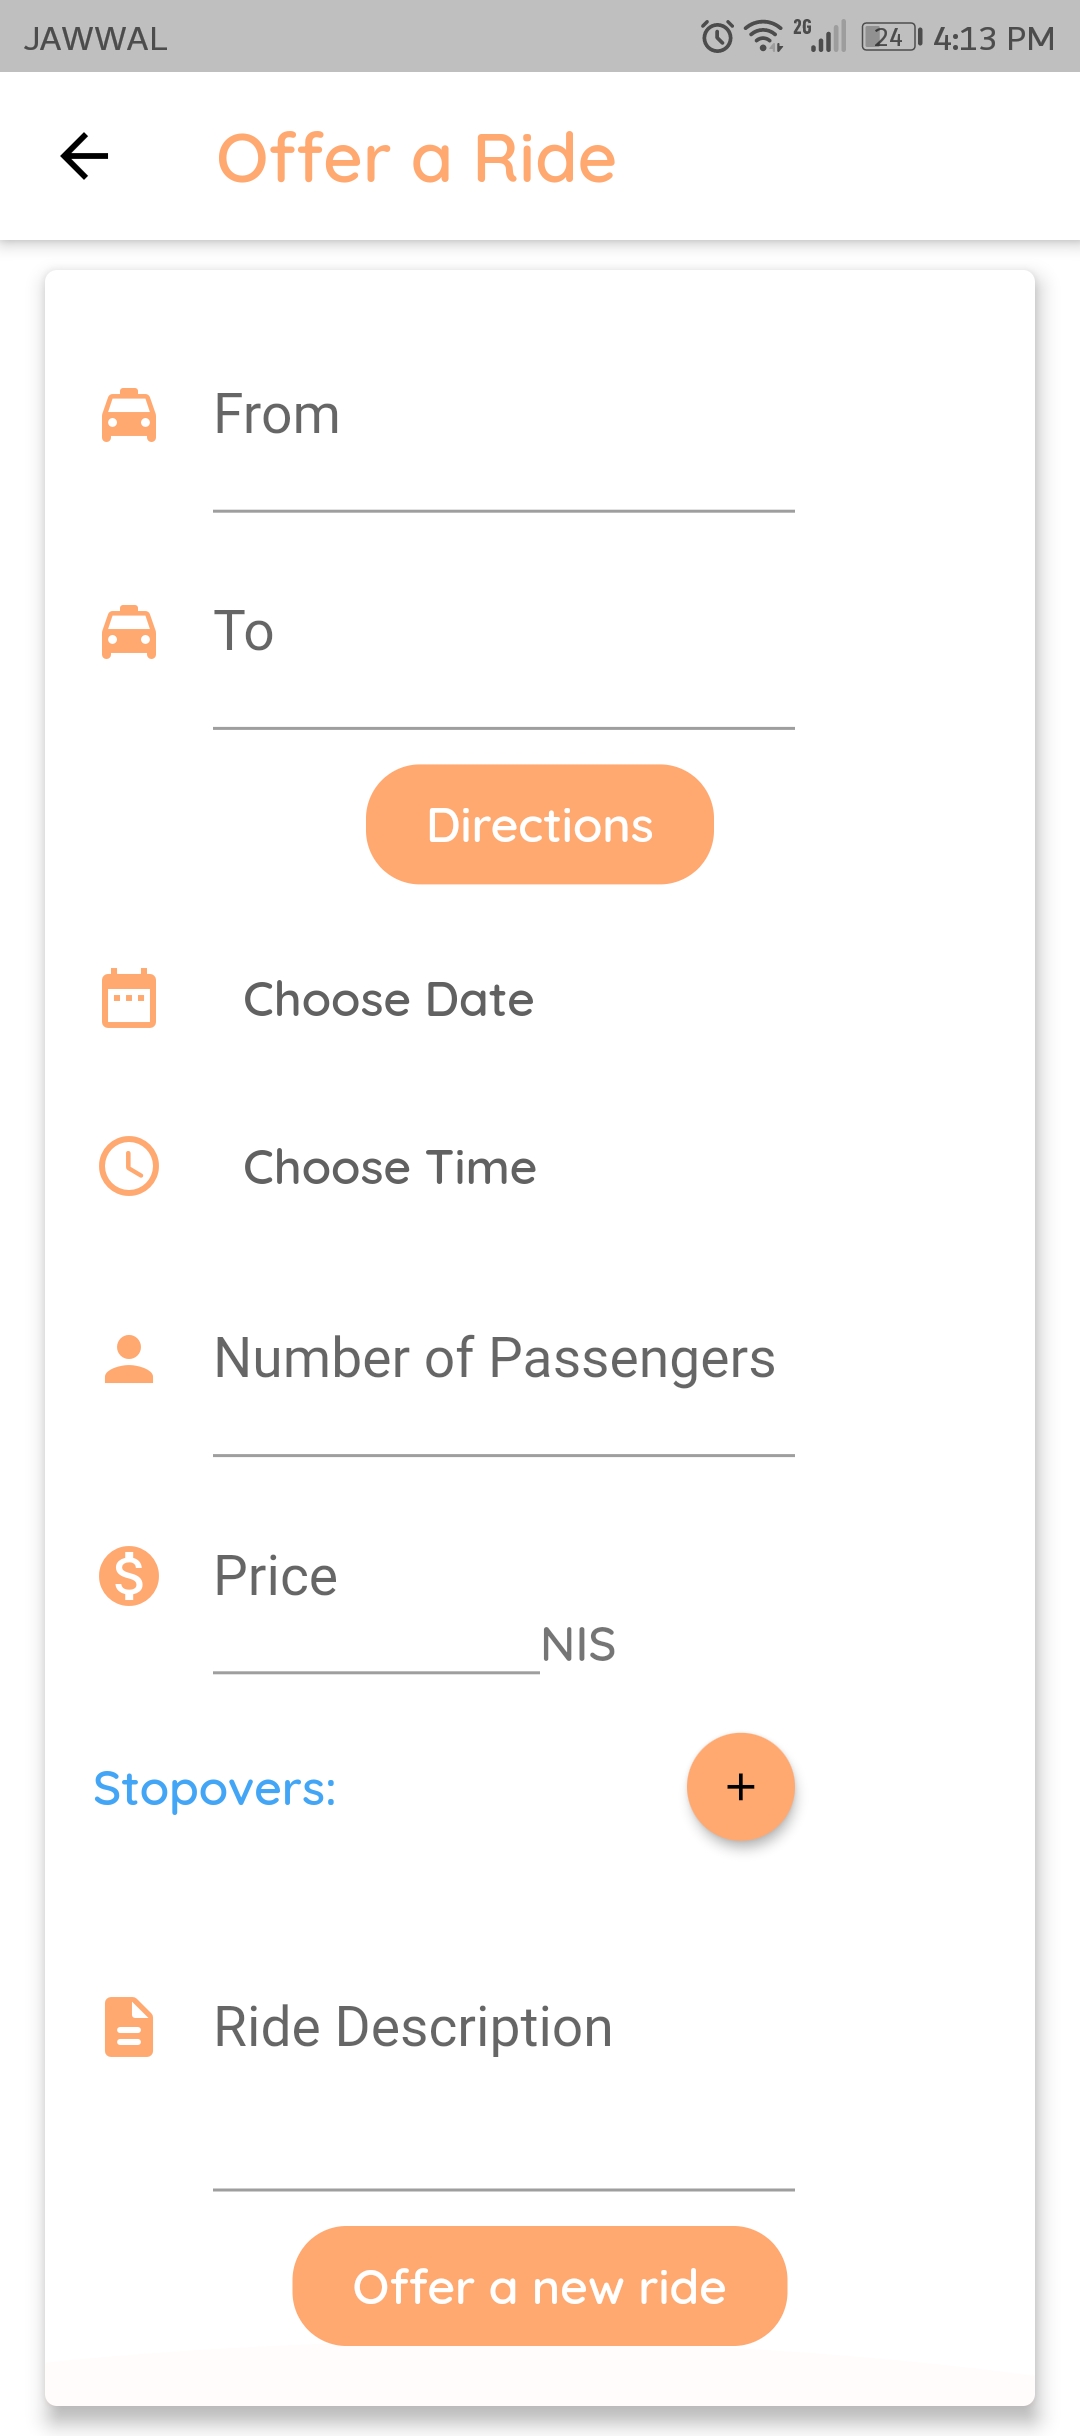 JAWWAL 2G 24 4:13 PM
Offer a Ride
From
To
Directions
Choose Date
Choose Time
Number of Passengers
Price
NIS
Stopovers:
+
Ride Description
Offer a new ride